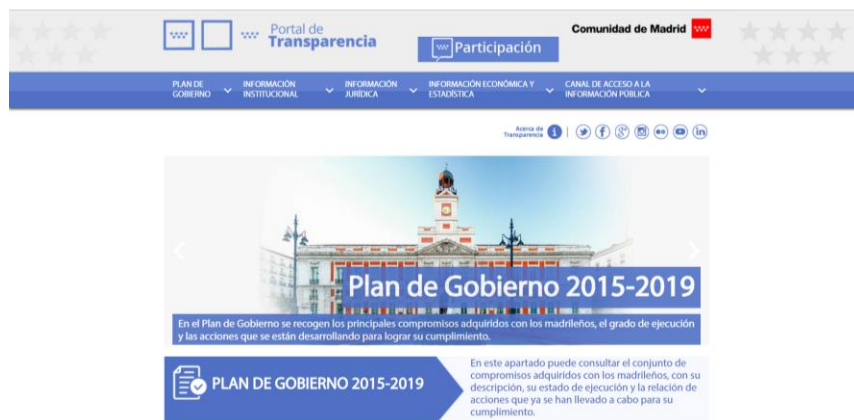 Portal de
Transparencia
Participación
Comunidad de Madrid
PLAN DE
GOBIERNO
INFORMACIÓN
INSTITUCIONAL
INFORMACIÓN
JURÍDICA
INFORMACIÓN ECONÓMICA Y
ESTADÍSTICA
CANAL DE ACCESO A LA
INFORMACIÓN PÚBLICA
Acerca de
Transparencia
Plan de Gobierno 2015-2019
En el Plan de Gobierno se recogen los principales compromisos adquiridos con los madrileños, el grado de ejecución
y las acciones que se están desarrollando para lograr su cumplimiento.
PLAN DE GOBIERNO 2015-2019
En este apartado puede consultar el conjunto de
compromisos adquiridos con los madrileños, con su
descripción, su estado de ejecución y la relación de
acciones que ya se han llevado a cabo para su
cumplimiento.